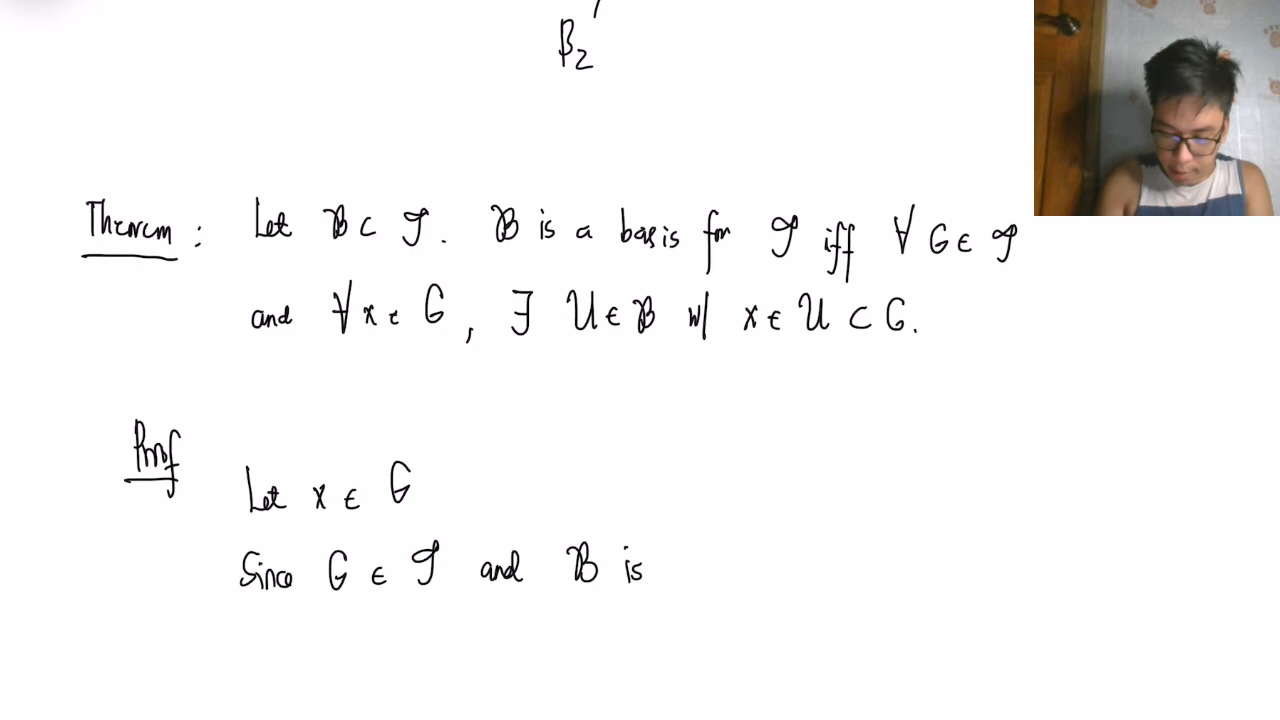 β₂'
Theorem: Let ℬ ⊂ 𝒯. ℬ is a basis for 𝒯 iff ∀ G ∈ 𝒯
and ∀ x ∈ G, ∃ U ∈ ℬ w/ x ∈ U ⊂ G.
Proof
Let x ∈ G
Since G ∈ 𝒯 and ℬ is